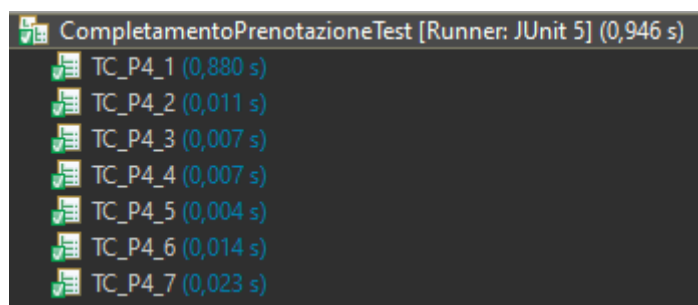 CompletamentoPrenotazioneTest [Runner: JUnit 5] (0,946 s)
TC_P4_1 (0,880 s)
TC_P4_2 (0,011 s)
TC_P4_3 (0,007 s)
TC_P4_4 (0,007 s)
TC_P4_5 (0,004 s)
TC_P4_6 (0,014 s)
TC_P4_7 (0,023 s)